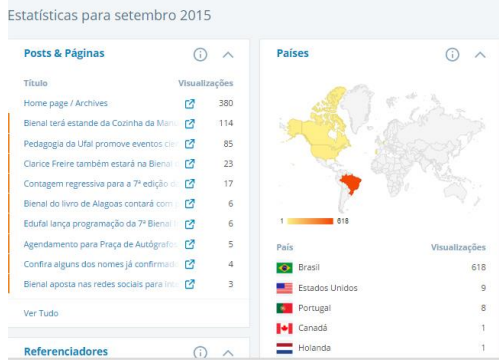 Estatísticas para setembro 2015
Posts & Páginas
Título Visualizações
Home page / Archives 380
Bienal terá estande da Cozinha da 114
Pedagogia da Ufal promove eventos 85
Clarice Freire também estará na Bienal 23
Contagem regressiva para a 7ª edição 17
Bienal do livro de Alagoas contará com 6
Edufal lança programação da 7ª Bienal 6
Agendamento para Praça de Autógrafos 5
Confira alguns dos nomes já 4
Bienal aposta nas redes sociais para 3
Ver Tudo
Referenciadores
Países
1 618
País Visualizações
Brasil 618
Estados Unidos 9
Portugal 8
Canadá 1
Holanda 1